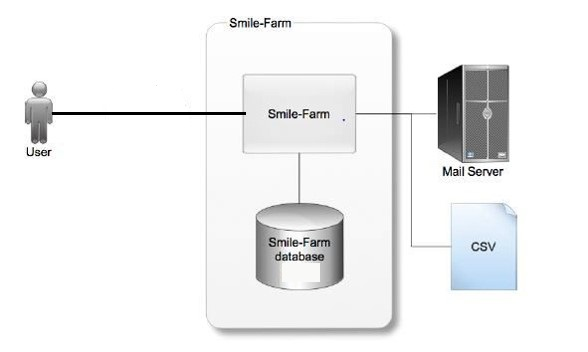 Smile-Farm
Smile-Farm
User
Mail Server
Smile-Farm
database
CSV